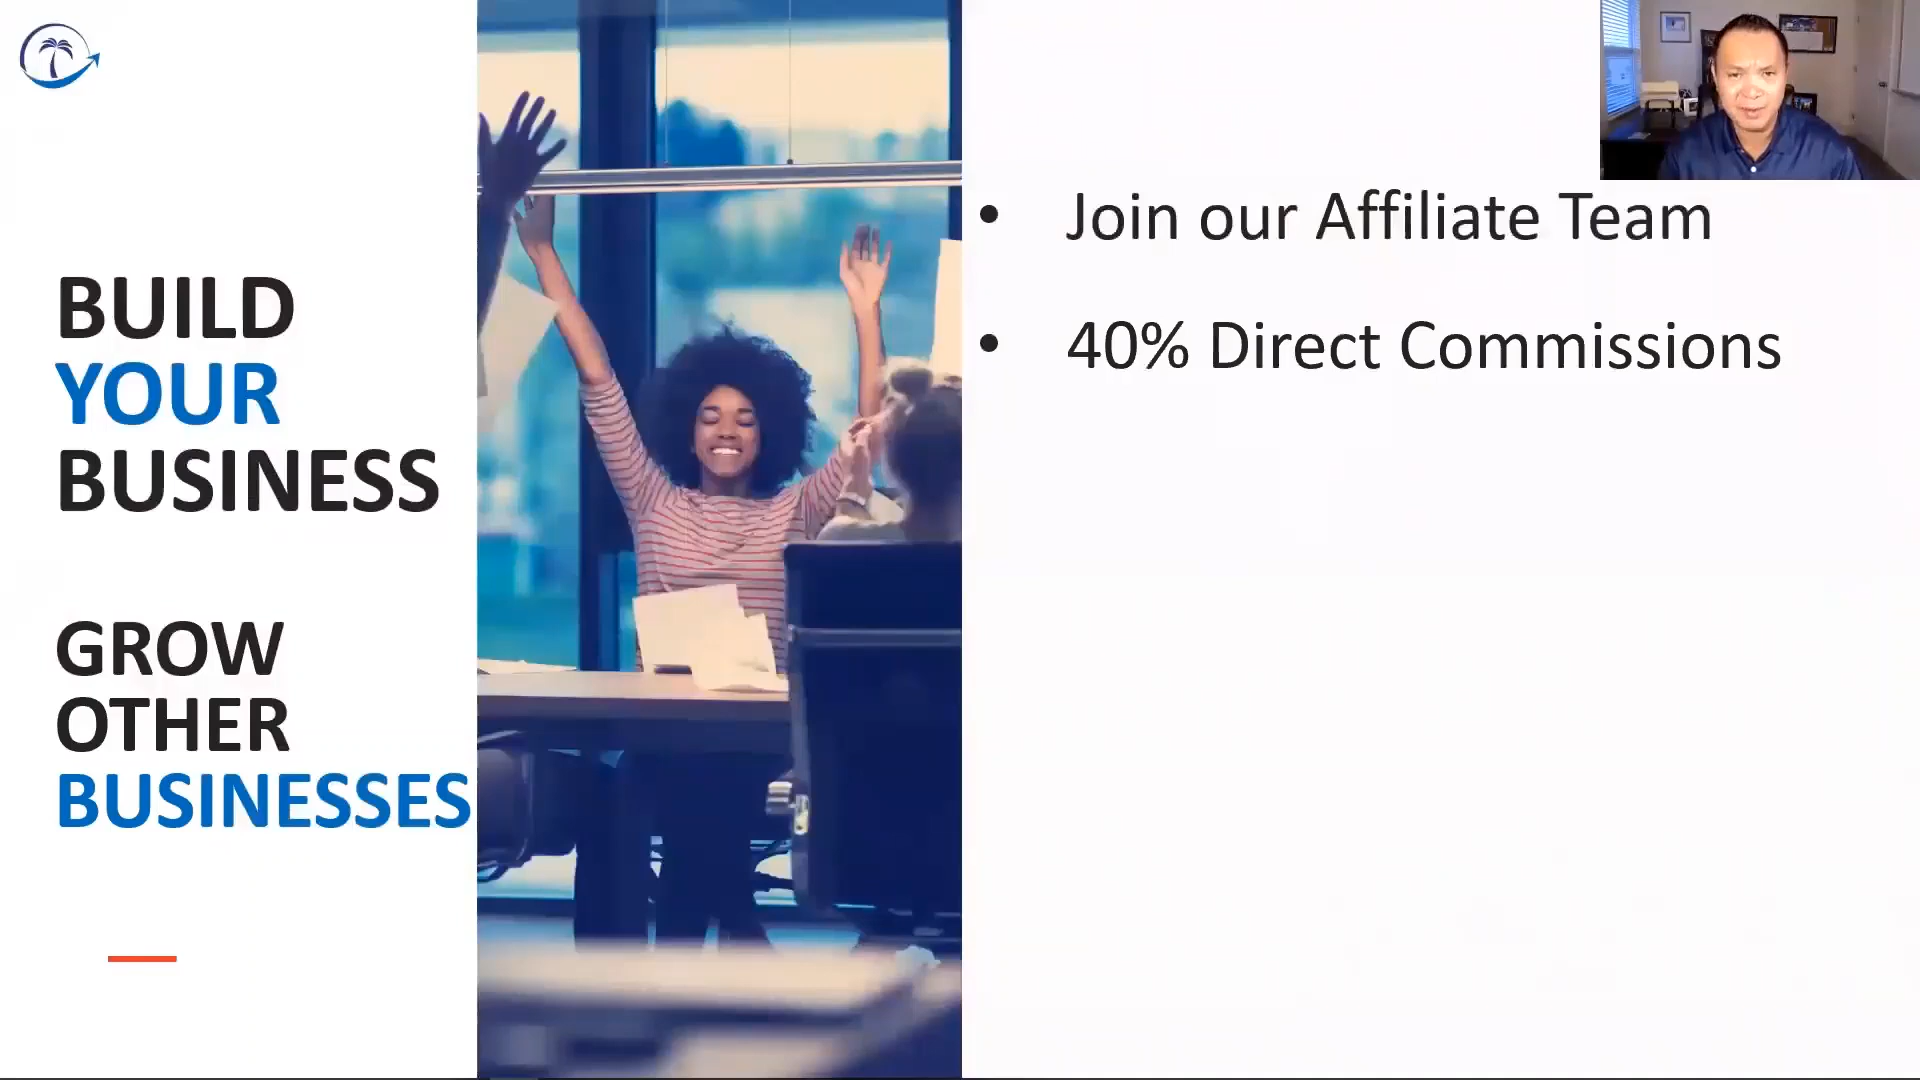 BUILD
YOUR
BUSINESS
GROW
OTHER
BUSINESSES
• Join our Affiliate Team
• 40% Direct Commissions